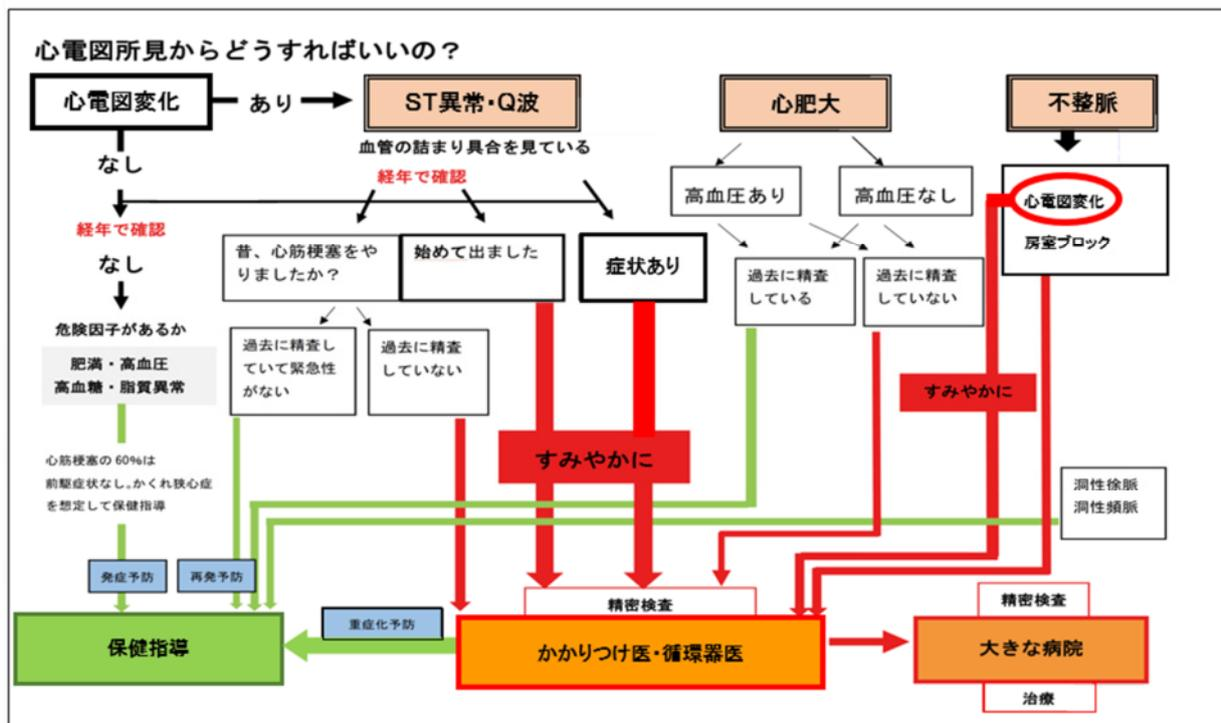 心電図所見からどうすればいいの？
心電図変化
あり
ST異常・Q波
心肥大
不整脈
なし
血管の詰まり具合を見ている
経年で確認
高血圧あり
高血圧なし
心電図変化
房室ブロック
経年で確認
なし
昔、心筋梗塞をや
りましたか？
始めて出ました
症状あり
過去に精査
している
過去に精査
していない
危険因子があるか
肥満・高血圧
高血糖・脂質異常
過去に精査し
ていて緊急性
がない
過去に精査
していない
すみやかに
すみやかに
心筋梗塞の60%は
前駆症状なし。かくれ狭心症
を想定して保健指導
洞性徐脈
洞性頻脈
発症予防
再発予防
精密検査
精密検査
保健指導
重症化予防
かかりつけ医・循環器医
大きな病院
治療